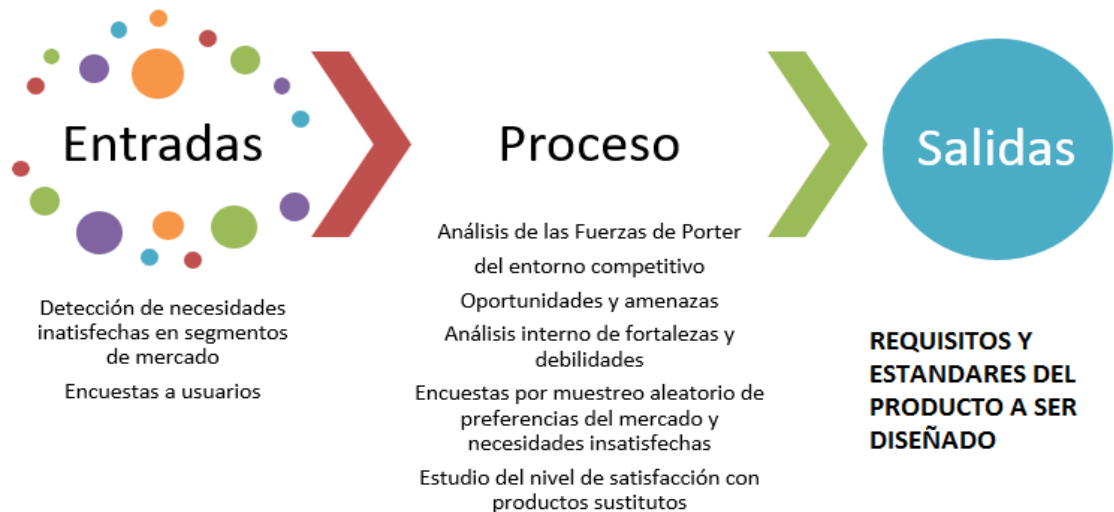 Entradas
Detección de necesidades
inatisfechas en segmentos
de mercado
Encuestas a usuarios
Proceso
Análisis de las Fuerzas de Porter
del entorno competitivo
Oportunidades y amenazas
Análisis interno de fortalezas y
debilidades
Encuestas por muestreo aleatorio de
preferencias del mercado y
necesidades insatisfechas
Estudio del nivel de satisfacción con
productos sustitutos
Salidas
REQUISITOS Y
ESTANDARES DEL
PRODUCTO A SER
DISEÑADO